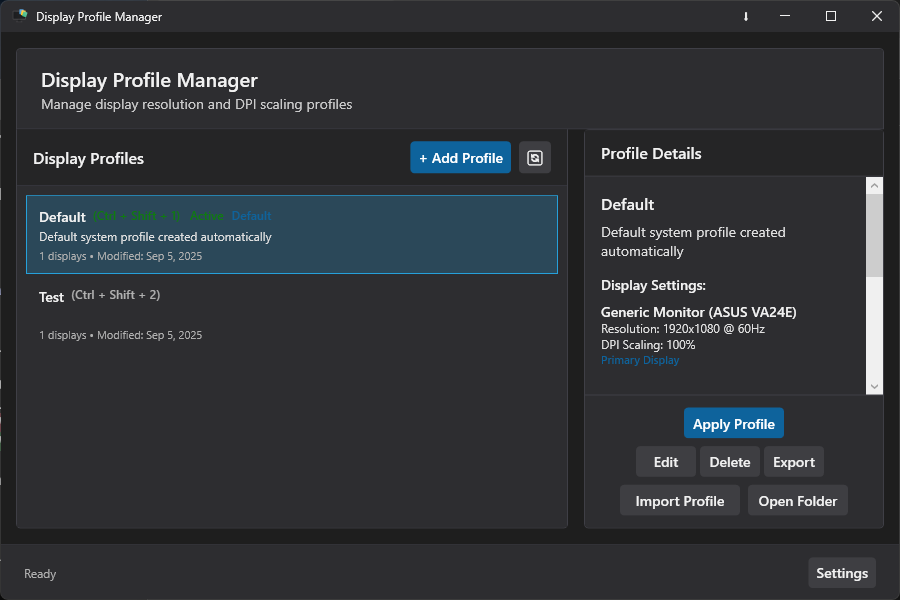 Display Profile Manager
Display Profile Manager
Manage display resolution and DPI scaling profiles
Display Profiles
+ Add Profile
Default (Ctrl + Shift + 1) Active Default
Default system profile created automatically
1 displays • Modified: Sep 5, 2025
Test (Ctrl + Shift + 2)
1 displays • Modified: Sep 5, 2025
Profile Details
Default
Default system profile created
automatically
Display Settings:
Generic Monitor (ASUS VA24E)
Resolution: 1920x1080 @ 60Hz
DPI Scaling: 100%
Primary Display
Apply Profile
Edit Delete Export
Import Profile Open Folder
Ready
Settings